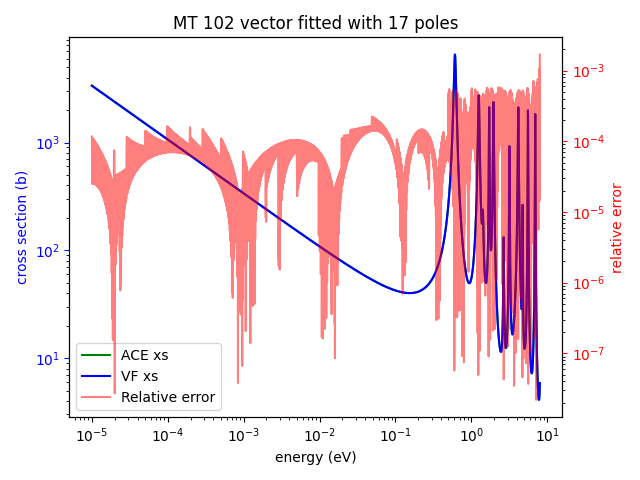 MT 102 vector fitted with 17 poles
cross section (b)
10³
10²
10¹
10⁻³
10⁻⁴
10⁻⁵
10⁻⁶
10⁻⁷
relative error
ACE xs
VF xs
Relative error
10⁻⁵ 10⁻⁴ 10⁻³ 10⁻² 10⁻¹ 10⁰ 10¹
energy (eV)